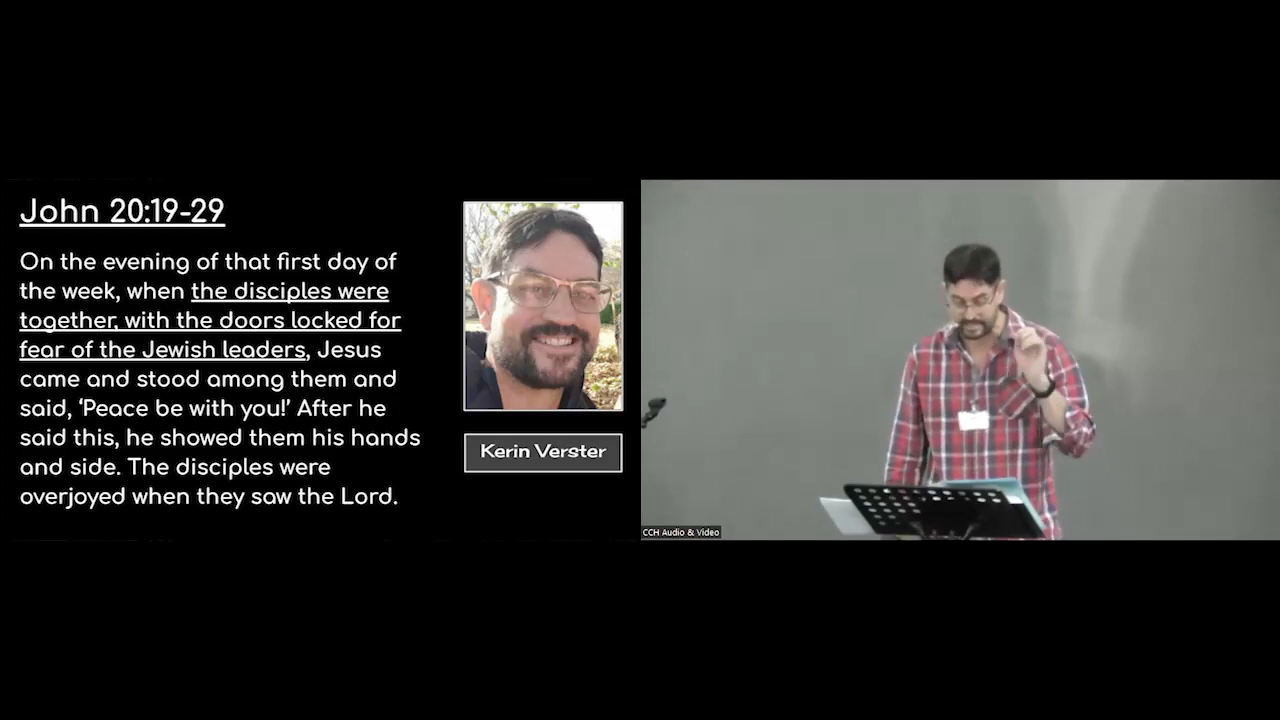 John 20:19-29
On the evening of that first day of
the week, when the disciples were
together, with the doors locked for
fear of the Jewish leaders, Jesus
came and stood among them and
said, ‘Peace be with you!’ After he
said this, he showed them his hands
and side. The disciples were
overjoyed when they saw the Lord.
Kerin Verster
CCH Audio & Video